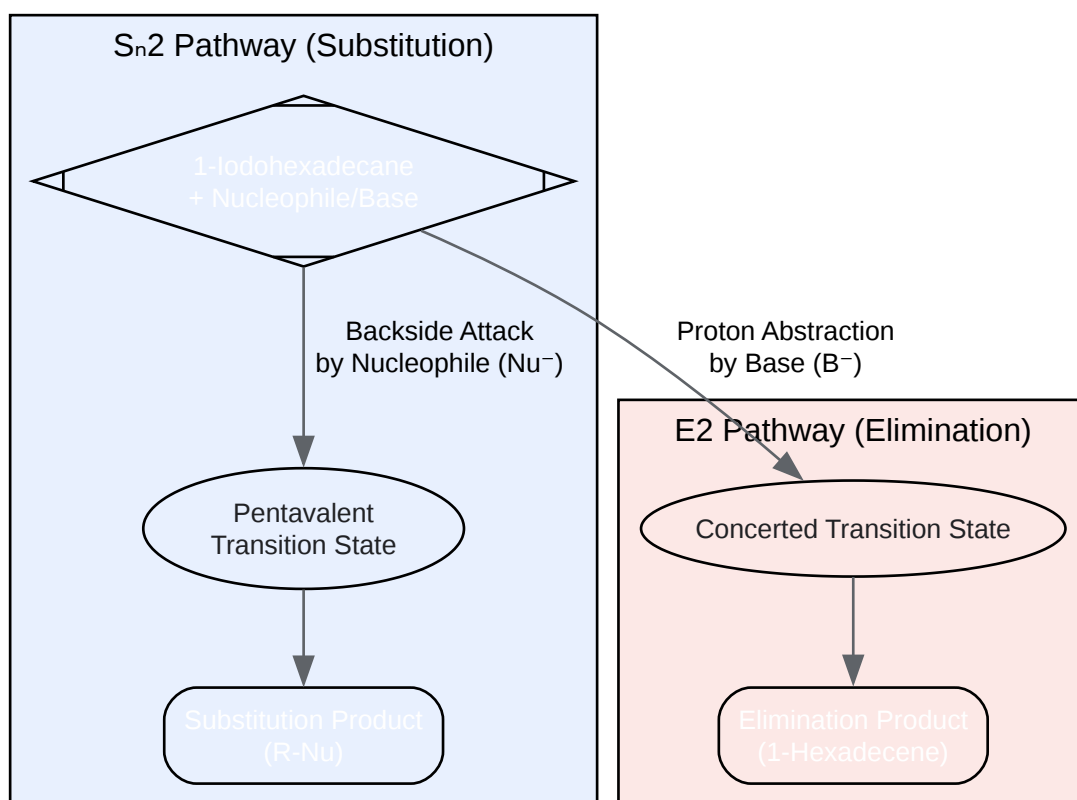 Sₙ2 Pathway (Substitution)
1-Iodohexadecane
+ Nucleophile/Base
Backside Attack
by Nucleophile (Nu⁻)
Proton Abstraction
by Base (B⁻)
E2 Pathway (Elimination)
Pentavalent
Transition State
Concerted Transition State
Substitution Product
(R-Nu)
Elimination Product
(1-Hexadecene)